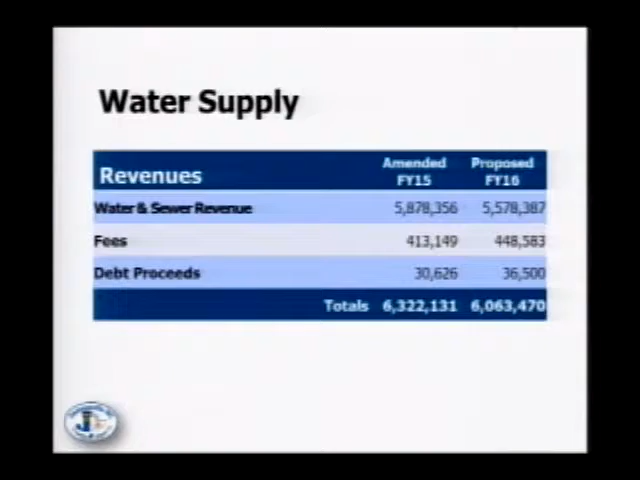 Water Supply
Revenues Amended FY15 Proposed FY16
Water & Sewer Revenue 5,878,356 5,578,387
Fees 413,149 448,583
Debt Proceeds 30,626 36,500
Totals 6,322,131 6,063,470